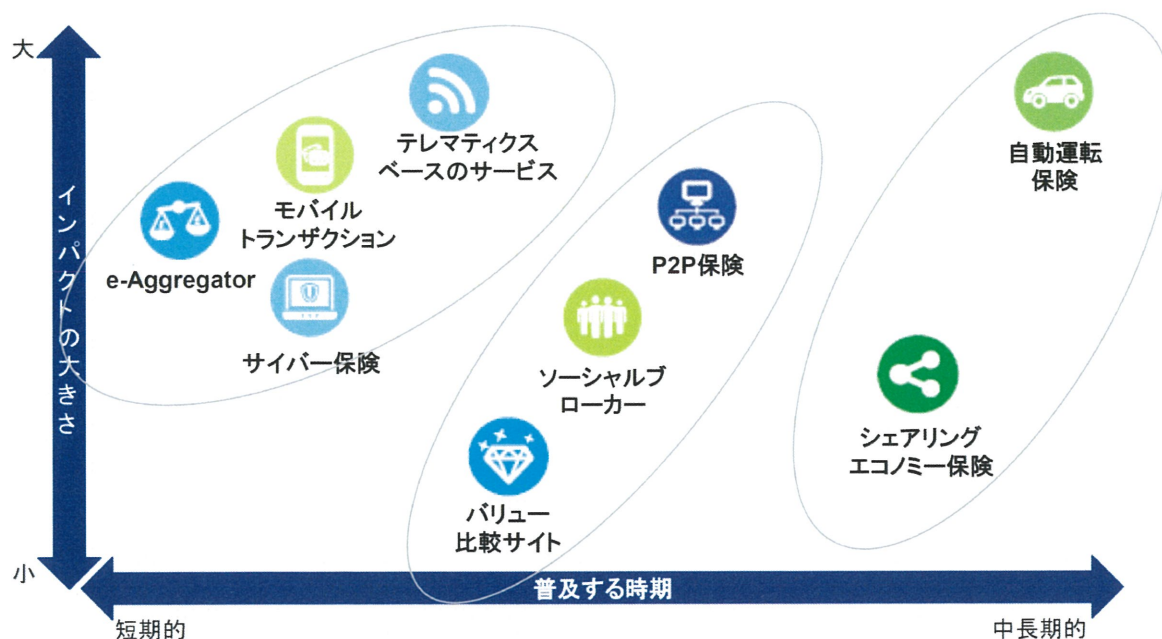 大
インパクトの大きさ
小
テレマティクス
ベースのサービス
モバイル
トランザクション
e-Aggregator
サイバー保険
P2P保険
ソーシャルブ
ローカー
バリュー
比較サイト
自動運転
保険
シェアリング
エコノミー保険
普及する時期
短期的
中長期的